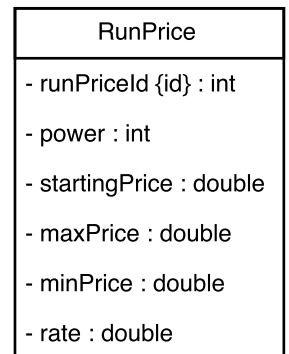 RunPrice
- runPriceId {id} : int
- power : int
- startingPrice : double
- maxPrice : double
- minPrice : double
- rate : double